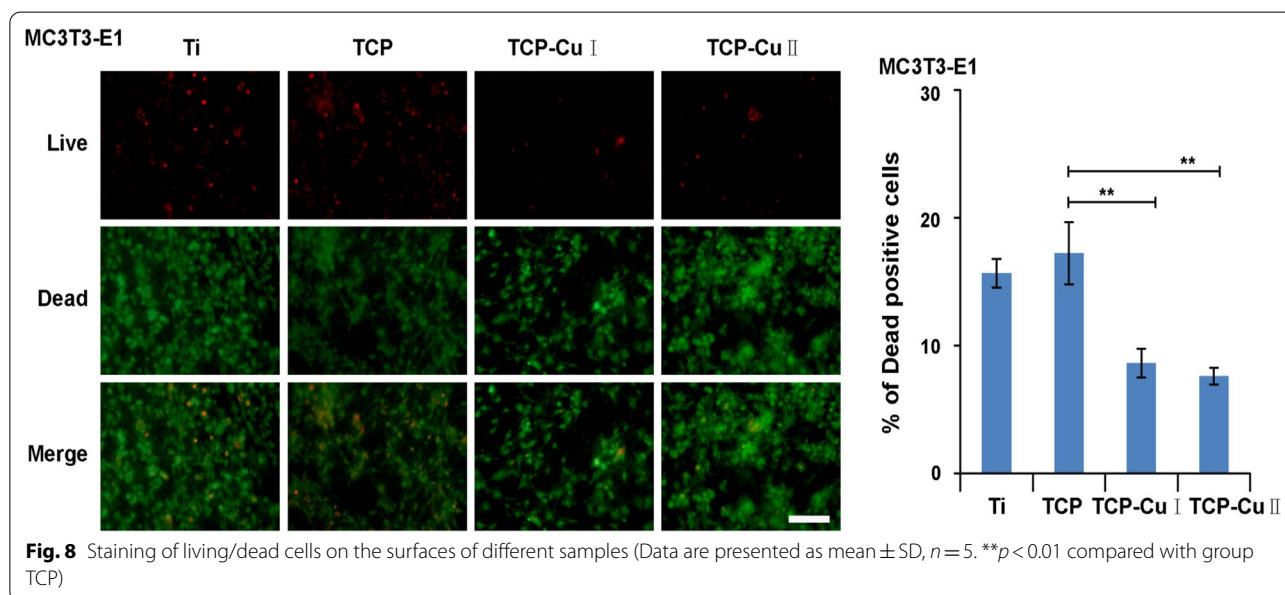 MC3T3-E1
Ti TCP TCP-Cu Ⅰ TCP-Cu Ⅱ
Live
Dead
Merge
MC3T3-E1
% of Dead positive cells
30
20
10
0
**
**
Ti TCP TCP-Cu Ⅰ TCP-Cu Ⅱ
Fig. 8 Staining of living/dead cells on the surfaces of different samples (Data are presented as mean ± SD, n = 5. **p < 0.01 compared with group
TCP)